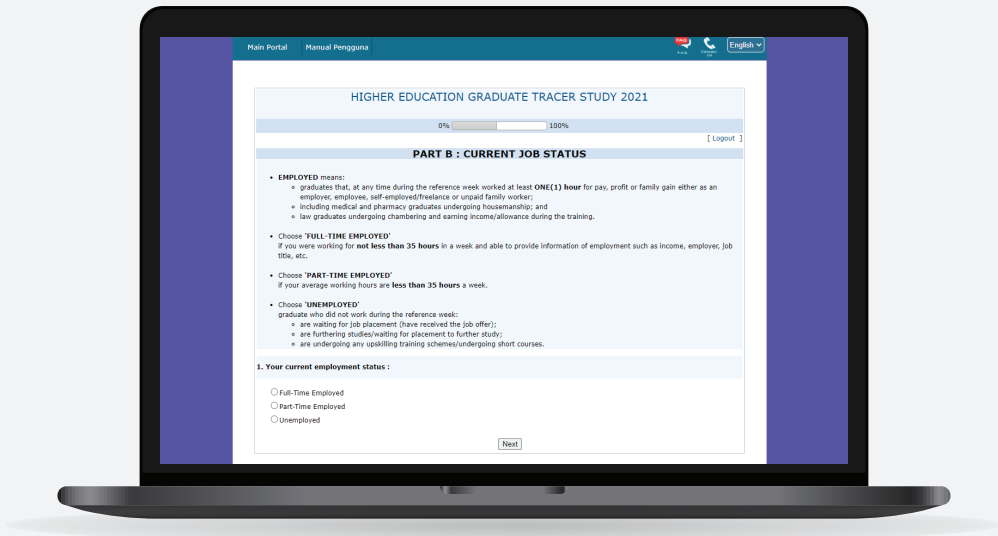 Main Portal
Manual Pengguna
FAQ
Contact
English
HIGHER EDUCATION GRADUATE TRACER STUDY 2021
0%
100%
[ Logout ]
PART B : CURRENT JOB STATUS
• EMPLOYED means:
graduates that, at any time during the reference week worked at least ONE(1) hour for pay, profit or family gain either as an
employer, employee, self-employed/freelance or unpaid family worker;
including medical and pharmacy graduates undergoing housemanship; and
law graduates undergoing chambering and earning income/allowance during the training.
• Choose 'FULL-TIME EMPLOYED'
if you were working for not less than 35 hours in a week and able to provide information of employment such as income, employer, job
title, etc.
• Choose 'PART-TIME EMPLOYED'
if your average working hours are less than 35 hours a week.
• Choose 'UNEMPLOYED'
graduate who did not work during the reference week:
are waiting for job placement (have received the job offer);
are furthering studies/waiting for placement to further study;
are undergoing any upskilling training schemes/undergoing short courses.
1. Your current employment status :
Full-Time Employed
Part-Time Employed
Unemployed
Next